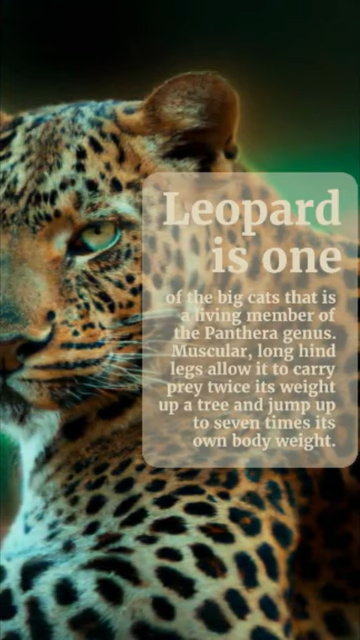 Leopard
is one
of the big cats that is
a living member of
the Panthera genus.
Muscular, long hind
legs allow it to carry
prey twice its weight
up a tree and jump up
to seven times its
own body weight.